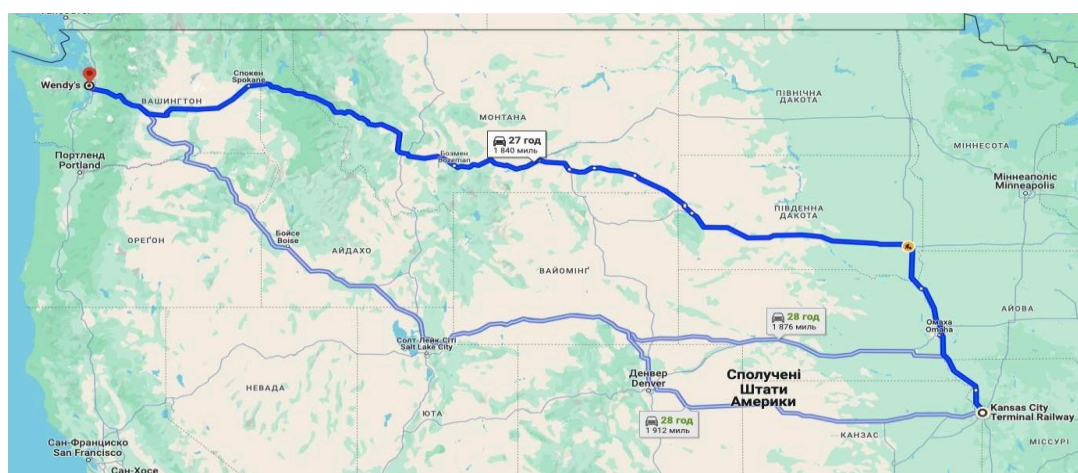 Wendy's
ВАШИНГТОН
Спокен
Spokane
МОНТАНА
27 год
1 840 миль
ПІВНІЧНА
ДАКОТА
МІННЕСОТА
Портленд
Portland
Бозмен
Bozeman
Міннеаполіс
Minneapolis
ПІВДЕННА
ДАКОТА
ОРЕҐОН
Бойсе
Boise
АЙДАХО
ВАЙОМІНҐ
28 год
1 876 миль
Омаха
Omaha
АЙОВА
Солт-Лейк-Сіті
Salt Lake City
НЕВАДА
Денвер
Denver
Сполучені
Штати
Америки
ЮТА
28 год
1 912 миль
Kansas City
Terminal Railway...
КАНЗАС
МІССУРІ
Сан-Франциско
San Francisco
Сан-Хосе